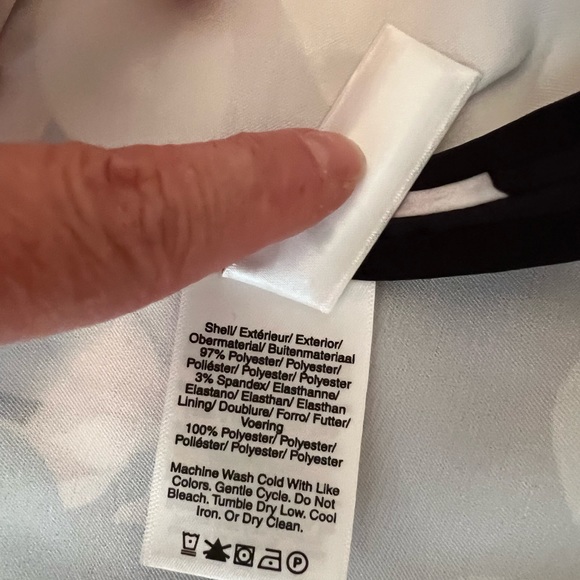 Shell/ Extérieur/ Exterior/
Obermaterial/ Buitenmateriaal
97% Polyester/ Polyester/
Poliéster/ Polyester/ Polyester
3% Spandex/ Elasthanne/
Elastano/ Elasthan/ Elasthan
Lining/ Doublure/ Forro/ Futter/
Voering
100% Polyester/ Polyester/
Poliéster/ Polyester/ Polyester
Machine Wash Cold With Like
Colors. Gentle Cycle. Do Not
Bleach. Tumble Dry Low. Cool
Iron. Or Dry Clean.
P